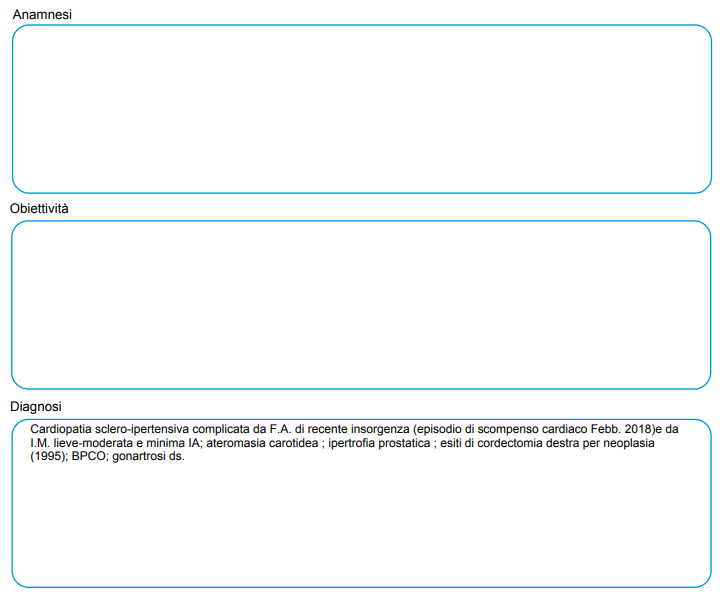 Anamnesi
Obiettività
Diagnosi
Cardiopatia sclero-ipertensiva complicata da F.A. di recente insorgenza (episodio di scompenso cardiaco Febb. 2018)e da
I.M. lieve-moderata e minima IA; ateromasia carotidea ; ipertrofia prostatica ; esiti di cordectomia destra per neoplasia
(1995); BPCO; gonartrosi ds.